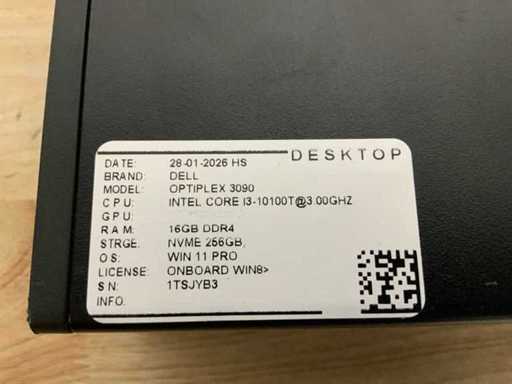 DESKTOP
DATE: 28-01-2026 HS
BRAND: DELL
MODEL: OPTIPLEX 3090
CPU: INTEL CORE I3-10100T@3.00GHZ
GPU:
RAM: 16GB DDR4
STRGE: NVME 256GB,
OS: WIN 11 PRO
LICENSE: ONBOARD WIN8>
SN: 1TSJYB3
INFO: